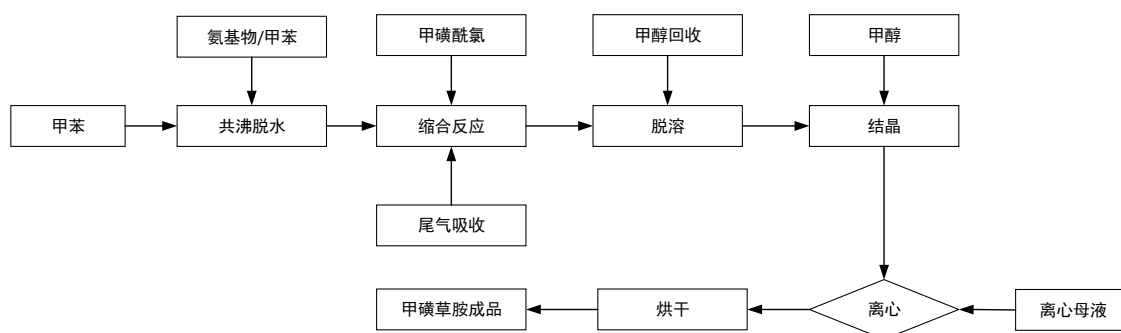 氨基物/甲苯
甲磺酰氯
甲醇回收
甲醇
甲苯
共沸脱水
缩合反应
脱溶
结晶
尾气吸收
甲磺草胺成品
烘干
离心
离心母液